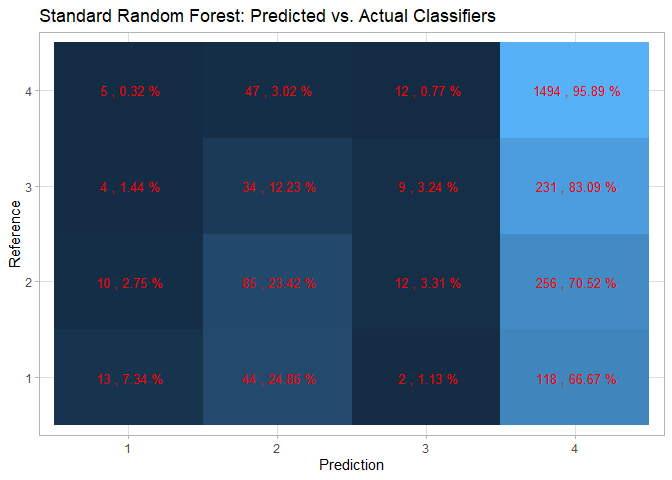 Standard Random Forest: Predicted vs. Actual Classifiers
4
5 , 0.32 %
47 , 3.02 %
12 , 0.77 %
1494 , 95.89 %
3
4 , 1.44 %
34 , 12.23 %
9 , 3.24 %
231 , 83.09 %
Reference
2
10 , 2.75 %
85 , 23.42 %
12 , 3.31 %
256 , 70.52 %
1
13 , 7.34 %
44 , 24.86 %
2 , 1.13 %
118 , 66.67 %
1
2
3
4
Prediction